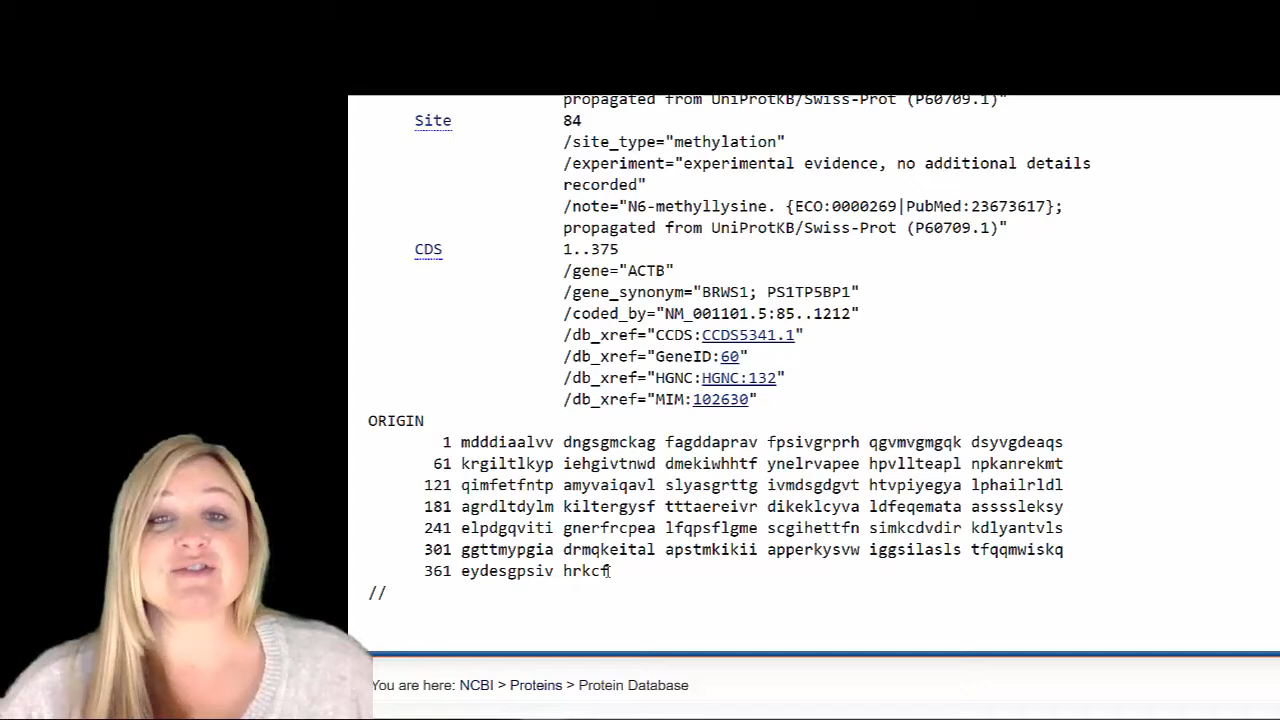 propagated from UniProtKB/Swiss-Prot (P60709.1)"
Site 84
/site_type="methylation"
/experiment="experimental evidence, no additional details
recorded"
/note="N6-methyllysine. {ECO:0000269|PubMed:23673617};
propagated from UniProtKB/Swiss-Prot (P60709.1)"
CDS 1..375
/gene="ACTB"
/gene_synonym="BRWS1; PS1TP5BP1"
/coded_by="NM_001101.5:85..1212"
/db_xref="CCDS:CCDS5341.1"
/db_xref="GeneID:60"
/db_xref="HGNC:HGNC:132"
/db_xref="MIM:102630"
ORIGIN
1 mdddiaalvv dngsgmckag fagddaprav fpsivgrprh qgvmvgmgqk dsyvgdeaqs
61 krgiltlkyp iehgivtnwd dmekiwhhtf ynelrvapee hpvllteapl npkanrekmt
121 qimfetfntp amyvaiqavl slyasgrttg ivmdsgdgvt htvpiyegya lphailrldl
181 agrdltdylm kiltergysf tttaereivr dikeklcyva ldfeqemata assssleksy
241 elpdgqviti gnerfrcpea lfqpsflgme scgihettfn simkcdvdir kdlyantvls
301 ggttmypgia drmqkeital apstmkikii apperkysvw iggsilasls tfqqmwiskq
361 eydesgpsiv hrkcf
//
You are here: NCBI > Proteins > Protein Database